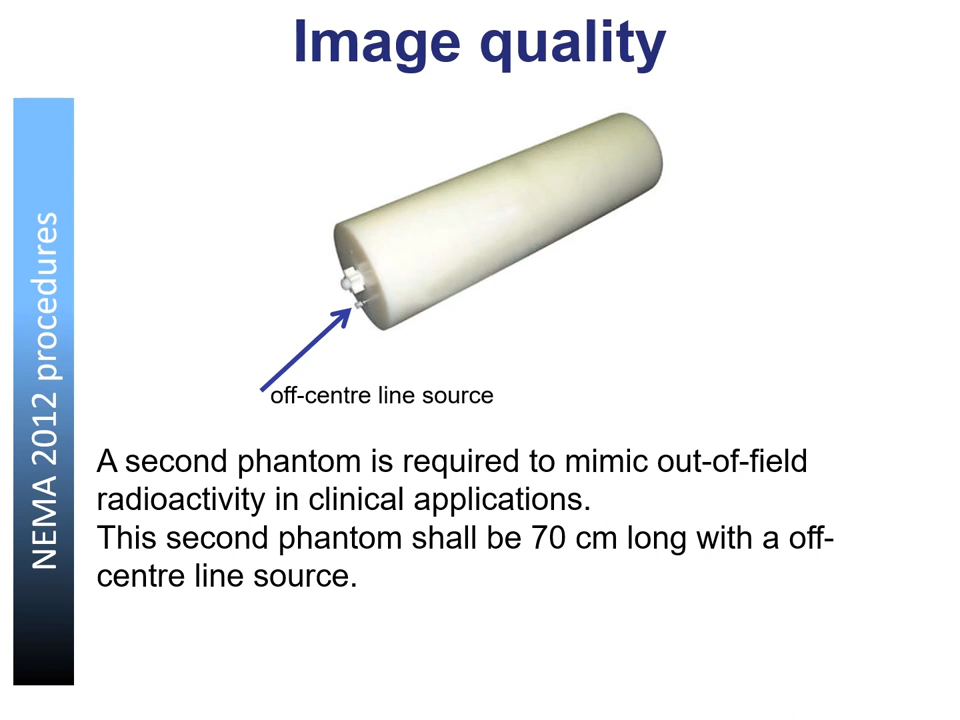 Image quality
NEMA 2012 procedures
off-centre line source
A second phantom is required to mimic out-of-field
radioactivity in clinical applications.
This second phantom shall be 70 cm long with a off-
centre line source.